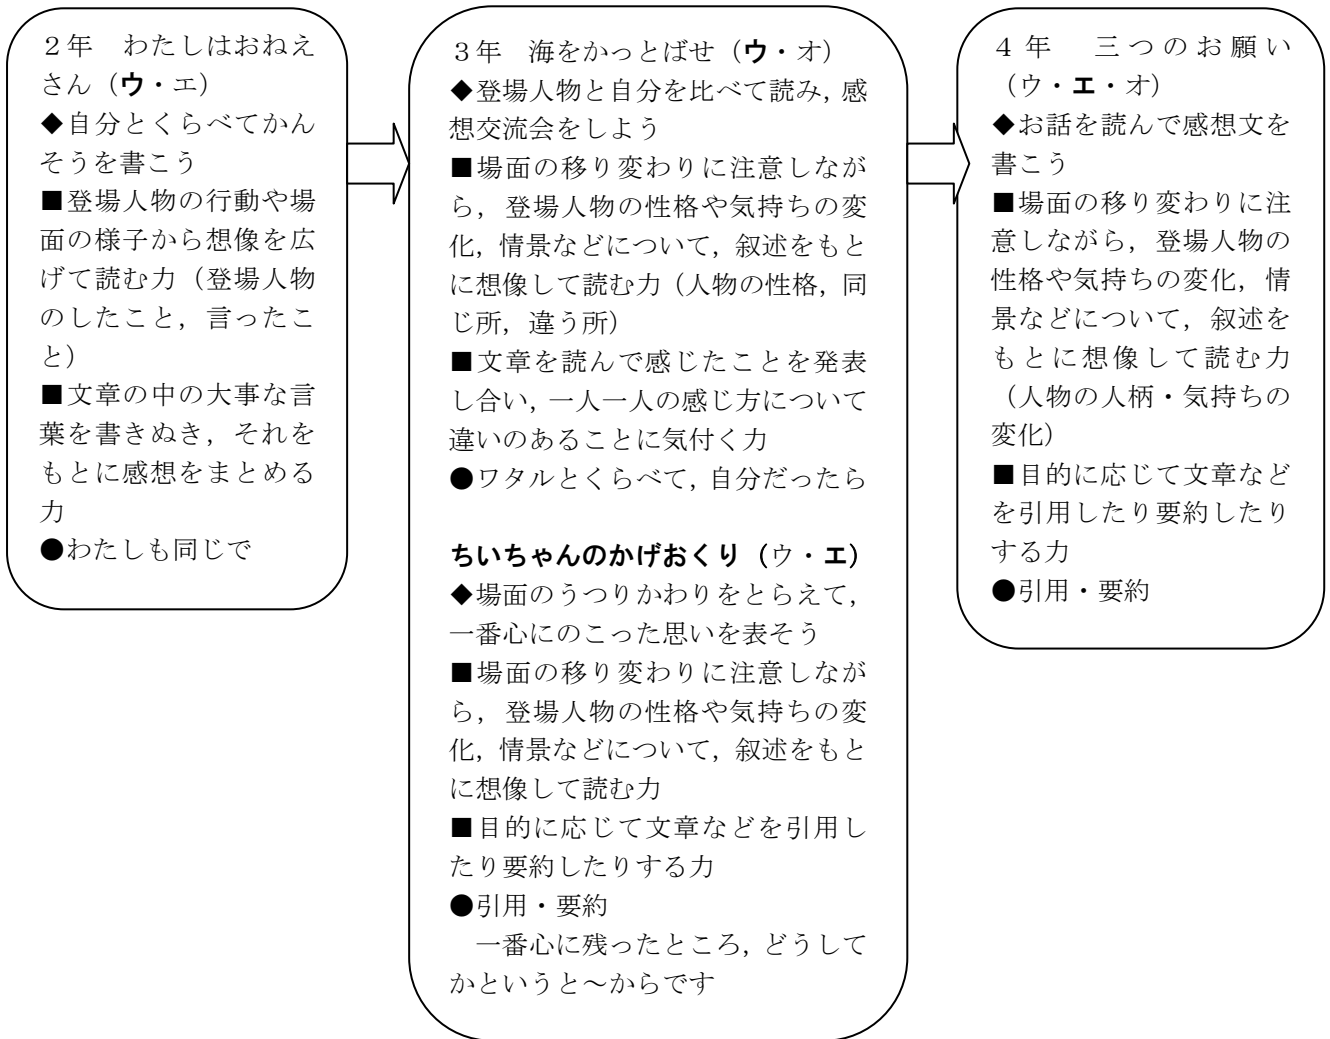 ２年　わたしはおねえ
さん（ウ・エ）
◆自分とくらべてかん
そうを書こう
■登場人物の行動や場
面の様子から想像を広
げて読む力（登場人物
のしたこと，言ったこ
と）
■文章の中の大事な言
葉を書きぬき，それを
もとに感想をまとめる
力
●わたしも同じで
３年　海をかっとばせ（ウ・オ）
◆登場人物と自分を比べて読み，感
想交流会をしよう
■場面の移り変わりに注意しなが
ら，登場人物の性格や気持ちの変
化，情景などについて，叙述をもと
に想像して読む力（人物の性格，同
じ所，違う所）
■文章を読んで感じたことを発表
し合い，一人一人の感じ方について
違いのあることに気付く力
●ワタルとくらべて，自分だったら
ちいちゃんのかげおくり（ウ・エ）
◆場面のうつりかわりをとらえて，
一番心にのこった思いを表そう
■場面の移り変わりに注意しなが
ら，登場人物の性格や気持ちの変
化，情景などについて，叙述をもと
に想像して読む力
■目的に応じて文章などを引用し
たり要約したりする力
●引用・要約
　一番心に残ったところ，どうして
かというと～からです
４年　三つのお願い
（ウ・エ・オ）
◆お話を読んで感想文を
書こう
■場面の移り変わりに注
意しながら，登場人物の
性格や気持ちの変化，情
景などについて，叙述を
もとに想像して読む力
（人物の人柄・気持ちの
変化）
■目的に応じて文章など
を引用したり要約したり
する力
●引用・要約